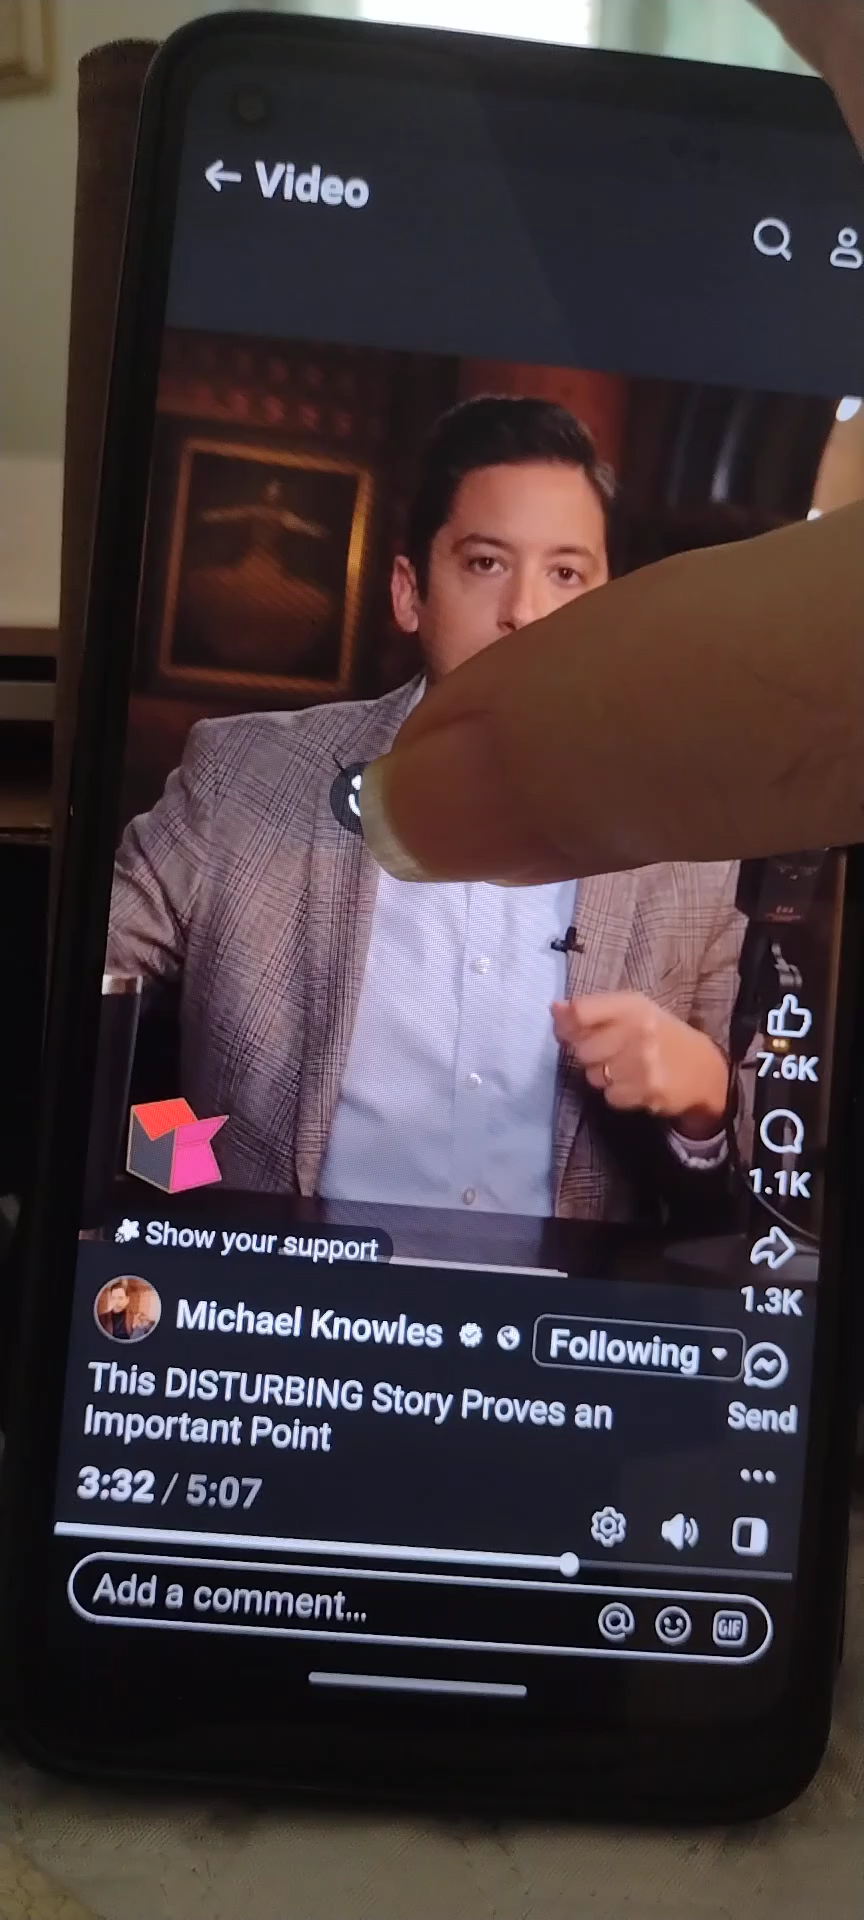 Video
7.6K
1.1K
Show your support
1.3K
Michael Knowles
Following
This DISTURBING Story Proves an
Important Point
Send
3:32 / 5:07
Add a comment...
GIF